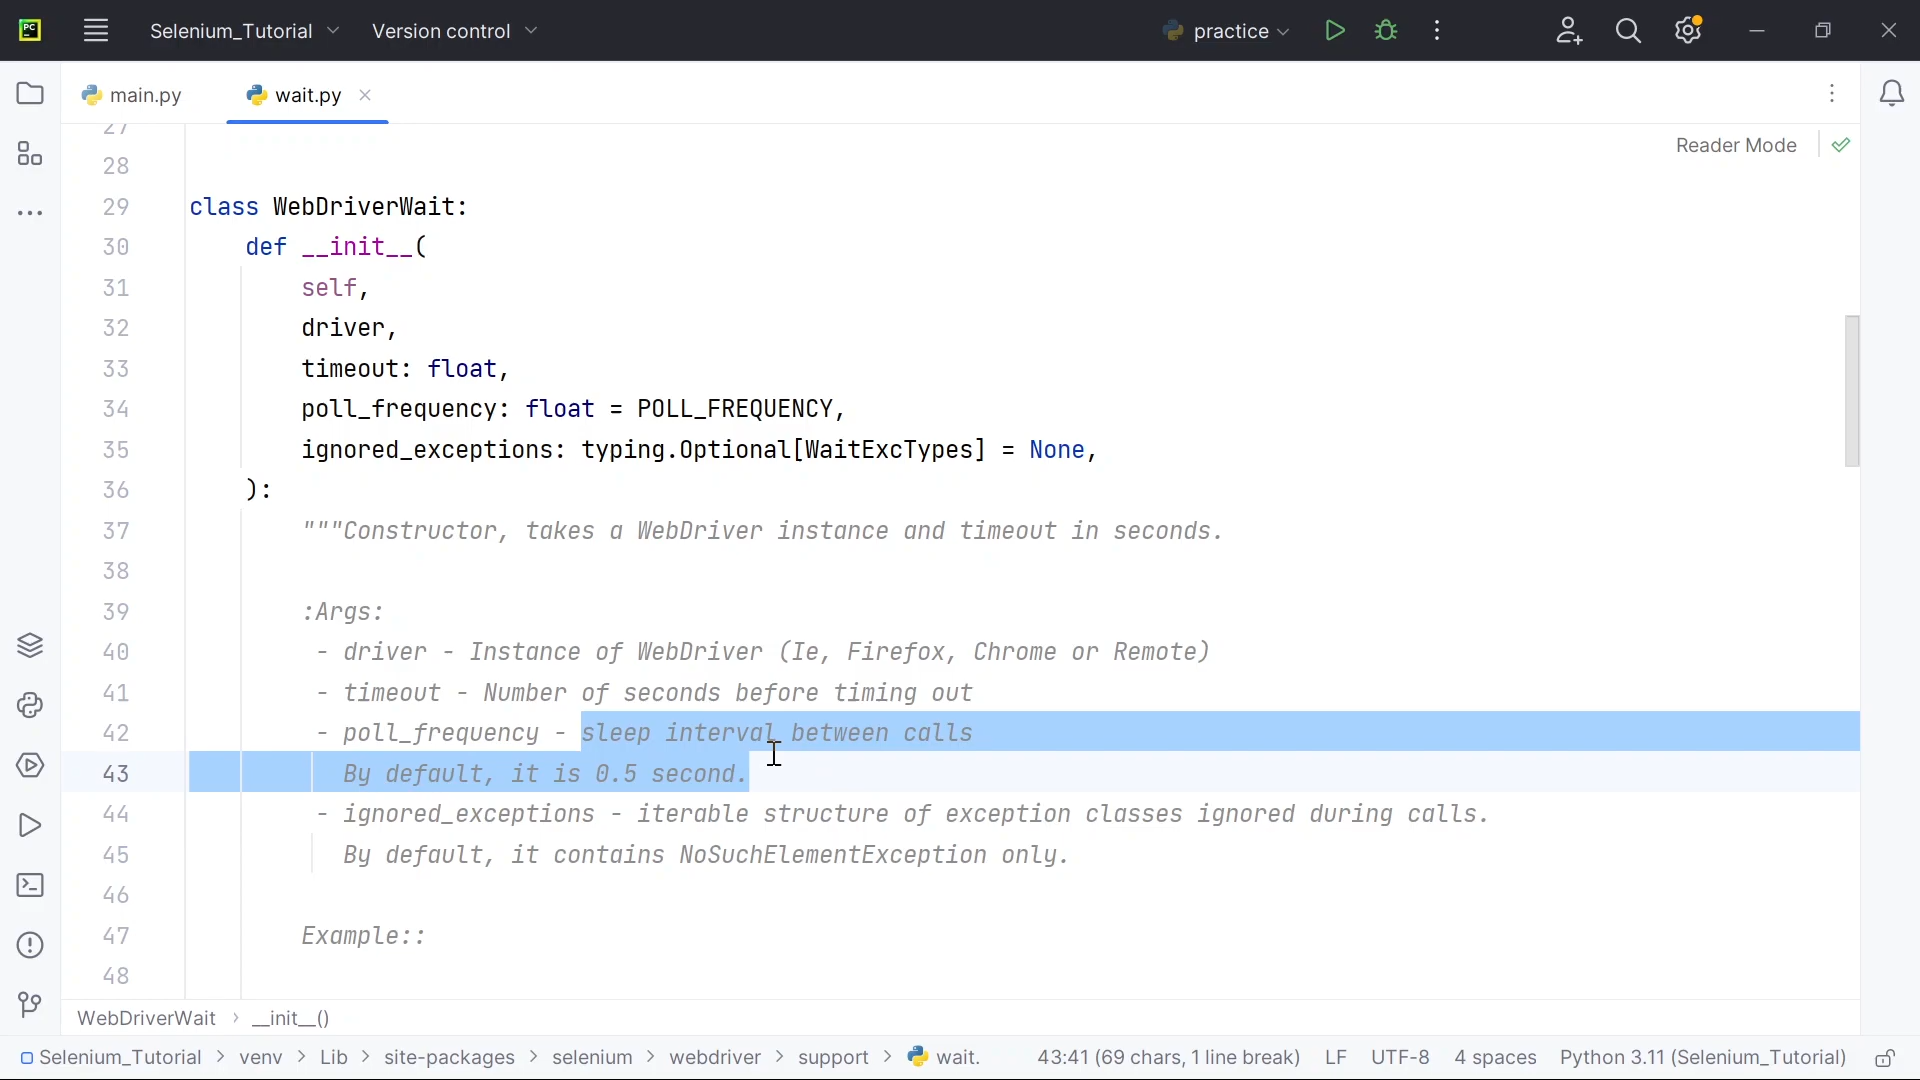 PC Selenium_Tutorial Version control practice
main.py wait.py
27
Reader Mode
28
29 class WebDriverWait:
30 def __init__(
31 self,
32 driver,
33 timeout: float,
34 poll_frequency: float = POLL_FREQUENCY,
35 ignored_exceptions: typing.Optional[WaitExcTypes] = None,
36 ):
37 """Constructor, takes a WebDriver instance and timeout in seconds.
38
39 :Args:
40 - driver - Instance of WebDriver (Ie, Firefox, Chrome or Remote)
41 - timeout - Number of seconds before timing out
42 - poll_frequency - sleep interval between calls
43 By default, it is 0.5 second.
44 - ignored_exceptions - iterable structure of exception classes ignored during calls.
45 By default, it contains NoSuchElementException only.
46
47 Example::
48
WebDriverWait > __init__()
Selenium_Tutorial > venv > Lib > site-packages > selenium > webdriver > support > wait. 43:41 (69 chars, 1 line break) LF UTF-8 4 spaces Python 3.11 (Selenium_Tutorial)